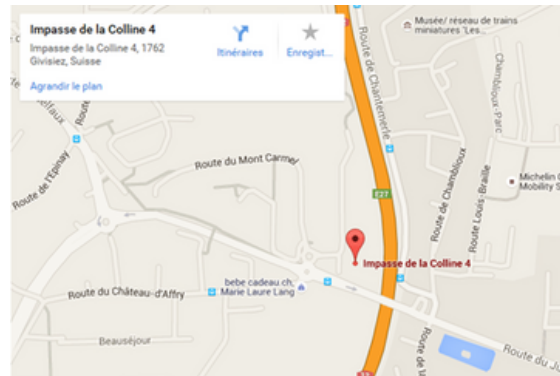 Impasse de la Colline 4
Impasse de la Colline 4, 1762
Givisiez, Suisse
Itinéraires
Enregist...
Agrandir le plan
Musée/ réseau de trains
miniatures 'Les...
Route de Chantemerle
Chamblioux-Parc
Route
Route de l'Epinay
Route du Mont Carmel
E27
Route de Chamblioux
Route Louis-Braille
Michelin
Mobility S
Impasse de la Colline 4
bebe cadeau.ch,
Marie Laure Lang
Route du Château-d'Affry
Beauséjour
Route du